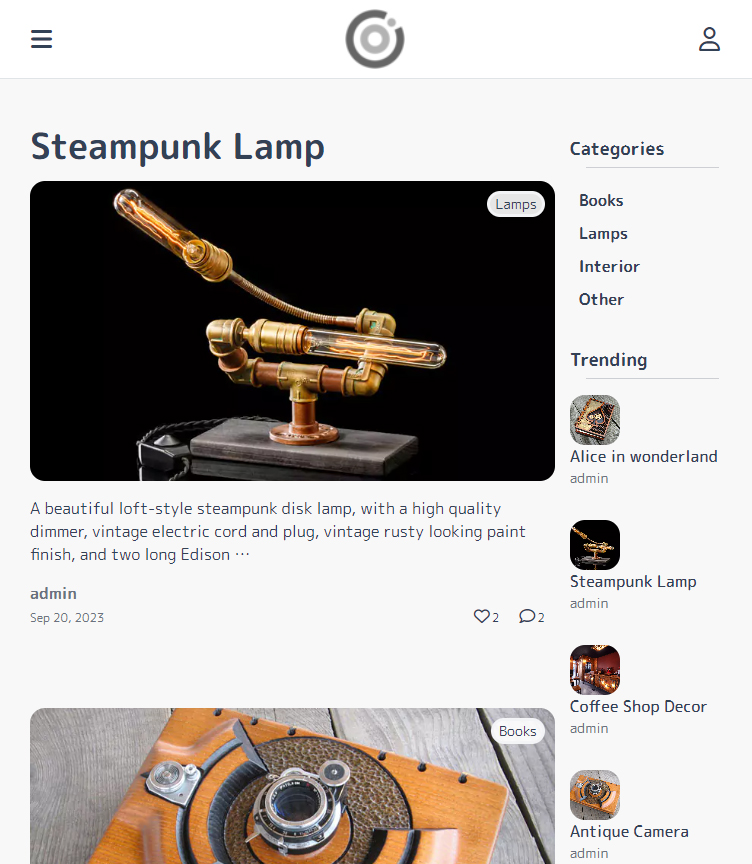 Steampunk Lamp
Lamps
A beautiful loft-style steampunk disk lamp, with a high quality
dimmer, vintage electric cord and plug, vintage rusty looking paint
finish, and two long Edison ···
admin
Sep 20, 2023
2
2
Books
Categories
Books
Lamps
Interior
Other
Trending
Alice in wonderland
admin
Steampunk Lamp
admin
Coffee Shop Decor
admin
Antique Camera
admin